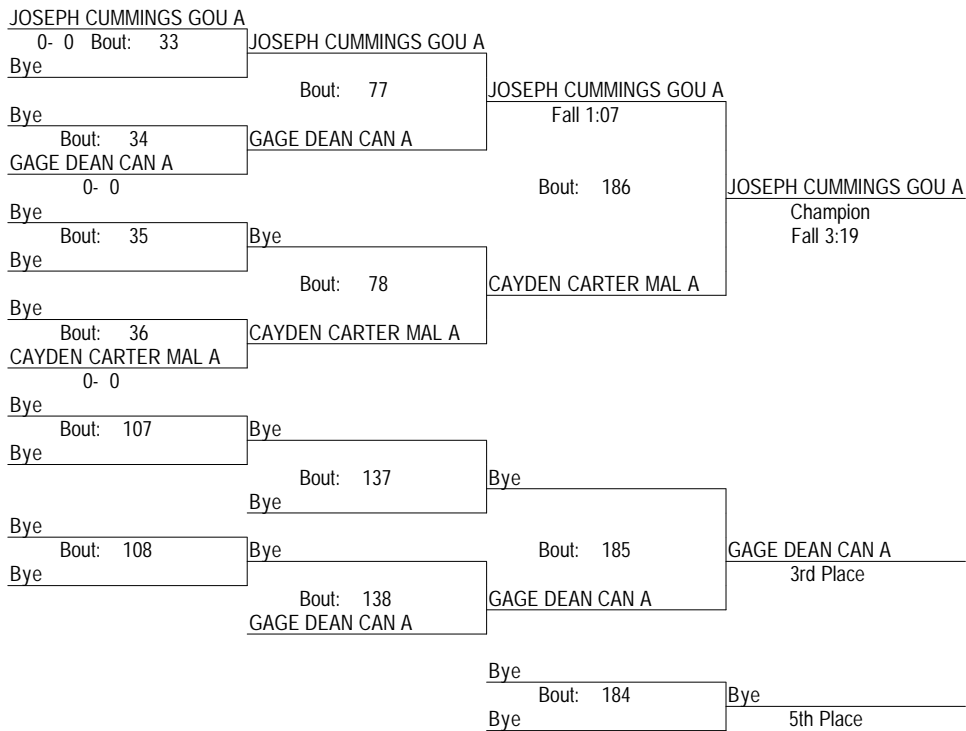 JOSEPH CUMMINGS GOU A
0- 0 Bout: 33
JOSEPH CUMMINGS GOU A
Bye
Bout: 77
JOSEPH CUMMINGS GOU A
Bye
Fall 1:07
Bout: 34
GAGE DEAN CAN A
GAGE DEAN CAN A
0- 0
Bout: 186
JOSEPH CUMMINGS GOU A
Bye
Champion
Bout: 35
Bye
Fall 3:19
Bye
Bout: 78
CAYDEN CARTER MAL A
Bye
Bout: 36
CAYDEN CARTER MAL A
CAYDEN CARTER MAL A
0- 0
Bye
Bout: 107
Bye
Bye
Bout: 137
Bye
Bye
Bye
Bout: 108
Bye
Bout: 185
GAGE DEAN CAN A
Bye
3rd Place
Bout: 138
GAGE DEAN CAN A
GAGE DEAN CAN A
Bye
Bout: 184
Bye
Bye
5th Place